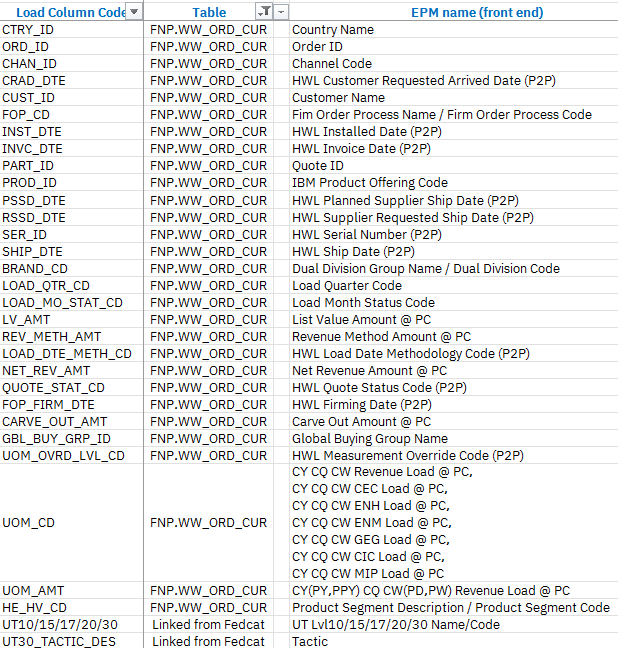 Load Column Code Table EPM name (front end)
CTRY_ID FNP.WW_ORD_CUR Country Name
ORD_ID FNP.WW_ORD_CUR Order ID
CHAN_ID FNP.WW_ORD_CUR Channel Code
CRAD_DTE FNP.WW_ORD_CUR HWL Customer Requested Arrived Date (P2P)
CUST_ID FNP.WW_ORD_CUR Customer Name
FOP_CD FNP.WW_ORD_CUR Fim Order Process Name / Firm Order Process Code
INST_DTE FNP.WW_ORD_CUR HWL Installed Date (P2P)
INVC_DTE FNP.WW_ORD_CUR HWL Invoice Date (P2P)
PART_ID FNP.WW_ORD_CUR Quote ID
PROD_ID FNP.WW_ORD_CUR IBM Product Offering Code
PSSD_DTE FNP.WW_ORD_CUR HWL Planned Supplier Ship Date (P2P)
RSSD_DTE FNP.WW_ORD_CUR HWL Supplier Requested Ship Date (P2P)
SER_ID FNP.WW_ORD_CUR HWL Serial Number (P2P)
SHIP_DTE FNP.WW_ORD_CUR HWL Ship Date (P2P)
BRAND_CD FNP.WW_ORD_CUR Dual Division Group Name / Dual Division Code
LOAD_QTR_CD FNP.WW_ORD_CUR Load Quarter Code
LOAD_MO_STAT_CD FNP.WW_ORD_CUR Load Month Status Code
LV_AMT FNP.WW_ORD_CUR List Value Amount @ PC
REV_METH_AMT FNP.WW_ORD_CUR Revenue Method Amount @ PC
LOAD_DTE_METH_CD FNP.WW_ORD_CUR HWL Load Date Methodology Code (P2P)
NET_REV_AMT FNP.WW_ORD_CUR Net Revenue Amount @ PC
QUOTE_STAT_CD FNP.WW_ORD_CUR HWL Quote Status Code (P2P)
FOP_FIRM_DTE FNP.WW_ORD_CUR HWL Firming Date (P2P)
CARVE_OUT_AMT FNP.WW_ORD_CUR Carve Out Amount @ PC
GBL_BUY_GRP_ID FNP.WW_ORD_CUR Global Buying Group Name
UOM_OVRD_LVL_CD FNP.WW_ORD_CUR HWL Measurement Override Code (P2P)
CY CQ CW Revenue Load @ PC,
CY CQ CW CEC Load @ PC,
CY CQ CW ENH Load @ PC,
UOM_CD FNP.WW_ORD_CUR CY CQ CW ENM Load @ PC,
CY CQ CW GEG Load @ PC,
CY CQ CW CIC Load @ PC,
CY CQ CW MIP Load @ PC
UOM_AMT FNP.WW_ORD_CUR CY(PY,PPY) CQ CW(PD,PW) Revenue Load @ PC
HE_HV_CD FNP.WW_ORD_CUR Product Segment Description / Product Segment Code
UT10/15/17/20/30 Linked from Fedcat UT Lvl10/15/17/20/30 Name/Code
UT30_TACTIC_DES Linked from Fedcat Tactic